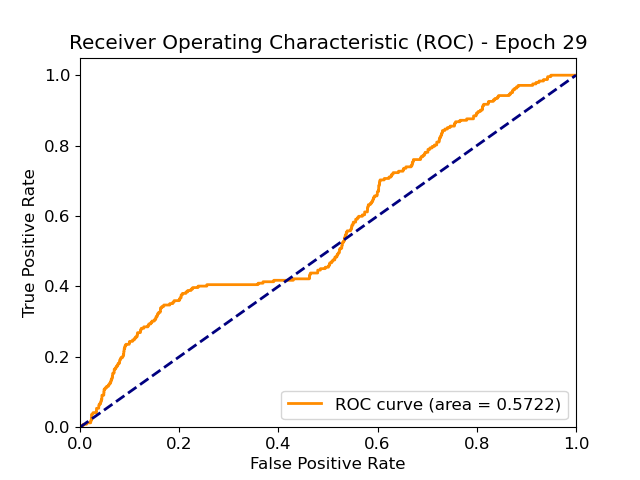 Receiver Operating Characteristic (ROC) - Epoch 29
1.0
0.8
0.6
0.4
0.2
0.0
True Positive Rate
ROC curve (area = 0.5722)
0.0 0.2 0.4 0.6 0.8 1.0
False Positive Rate